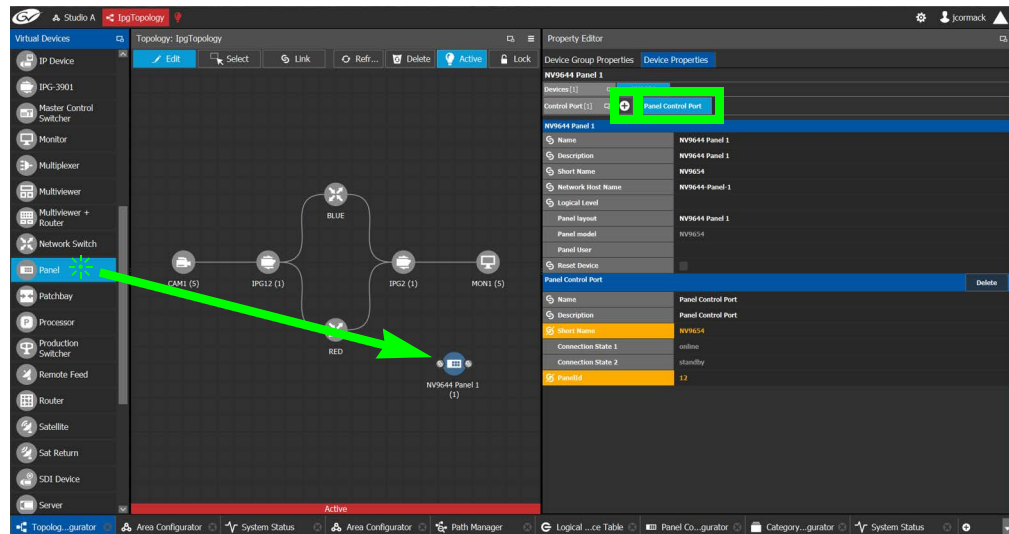 Studio A
IpgTopology
jcormack
Virtual Devices
IP Device
IPG-3901
Master Control
Switcher
Monitor
Multiplexer
Multiviewer
Multiviewer +
Router
Network Switch
Panel
Patchbay
Processor
Production
Switcher
Remote Feed
Router
Satellite
Sat Return
SDI Device
Server
Topology: IpgTopology
Edit
Select
Link
Refr...
Delete
Active
Lock
BLUE
CAM1 (5)
IPG12 (1)
IPG2 (1)
MON1 (5)
RED
NV9644 Panel 1
(1)
Active
Property Editor
Device Group Properties
Device Properties
NV9644 Panel 1
Devices[1]
Control Port[1]
Panel Control Port
NV9644 Panel 1
Name NV9644 Panel 1
Description NV9644 Panel 1
Short Name NV9654
Network Host Name NV9644-Panel-1
Logical Level
Panel layout NV9644 Panel 1
Panel model NV9654
Panel User
Reset Device
Panel Control Port
Delete
Name Panel Control Port
Description Panel Control Port
Short Name NV9654
Connection State 1 online
Connection State 2 standby
PanelId 12
Topolog...gurator
Area Configurator
System Status
Area Configurator
Path Manager
Logical ...ce Table
Panel Co...gurator
Category...gurator
System Status